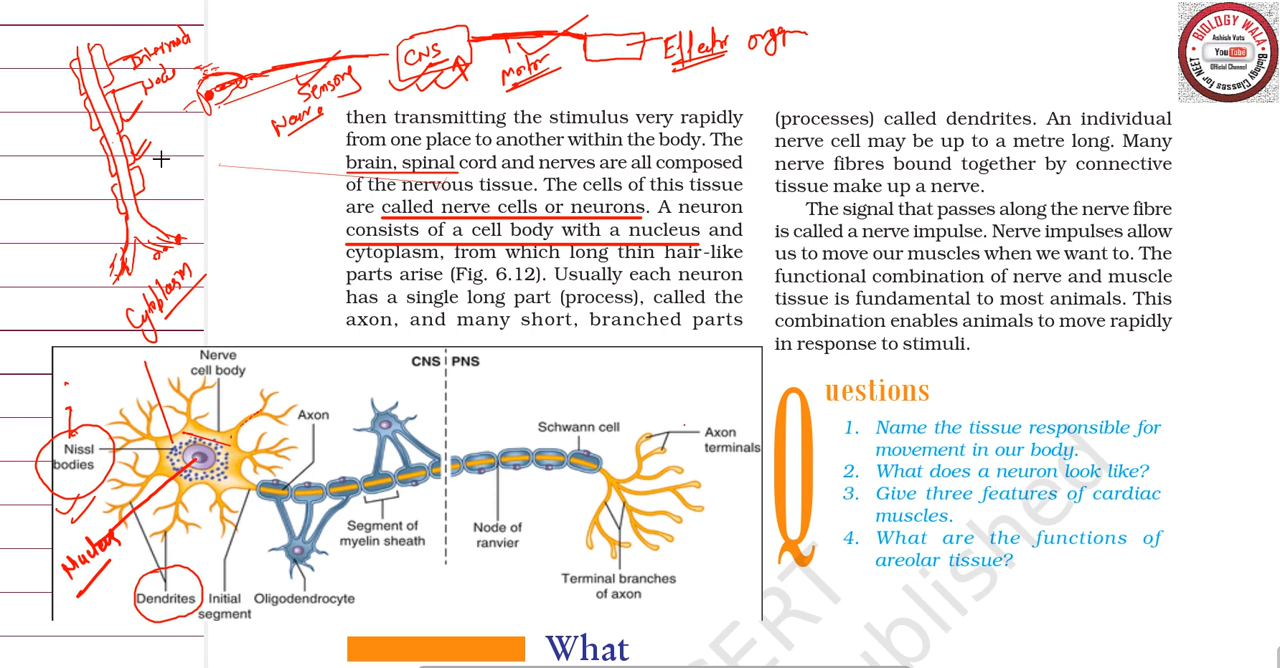 Internod
Node
Sensory
Nerve
CNS
Motor
Effector organ
Cytoplasm
Nucleus
BIOLOGY WALA
Ashish Vats
YouTube
Official Channel
Biology Classes for NEET
then transmitting the stimulus very rapidly
from one place to another within the body. The
brain, spinal cord and nerves are all composed
of the nervous tissue. The cells of this tissue
are called nerve cells or neurons. A neuron
consists of a cell body with a nucleus and
cytoplasm, from which long thin hair-like
parts arise (Fig. 6.12). Usually each neuron
has a single long part (process), called the
axon, and many short, branched parts
(processes) called dendrites. An individual
nerve cell may be up to a metre long. Many
nerve fibres bound together by connective
tissue make up a nerve.
The signal that passes along the nerve fibre
is called a nerve impulse. Nerve impulses allow
us to move our muscles when we want to. The
functional combination of nerve and muscle
tissue is fundamental to most animals. This
combination enables animals to move rapidly
in response to stimuli.
Nerve
cell body
CNS PNS
Axon
Nissl
bodies
Schwann cell
Axon
terminals
Segment of
myelin sheath
Node of
ranvier
Terminal branches
of axon
Dendrites
Initial
segment
Oligodendrocyte
Questions
1. Name the tissue responsible for
movement in our body.
2. What does a neuron look like?
3. Give three features of cardiac
muscles.
4. What are the functions of
areolar tissue?
What